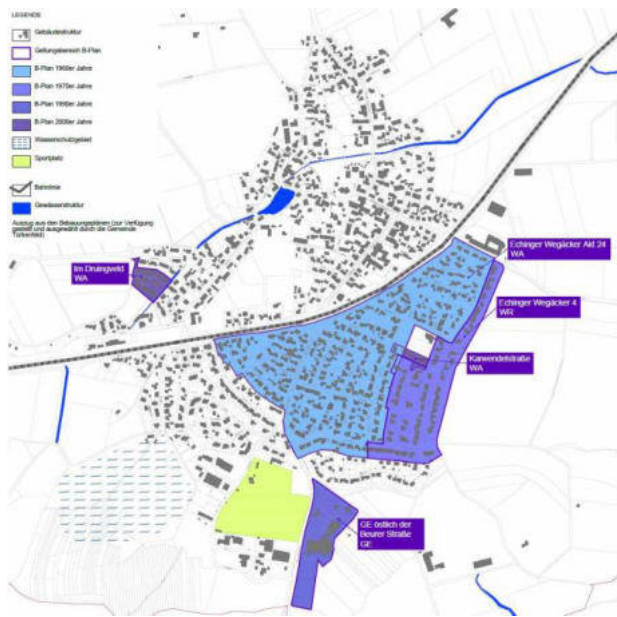 LEGENDE
Gebäudestruktur
Geltungsbereich B-Plan
B-Plan 1960er Jahre
B-Plan 1970er Jahre
B-Plan 1990er Jahre
B-Plan 2000er Jahre
Wasserschutzgebiet
Sportplatz
Bahnlinie
Gewässerstruktur
Auszug aus den Bebauungsplänen (zur Verfügung
gestellt und ausgewählt durch die Gemeinde
Türkenfeld)
Echinger Wegäcker Akt 24
WA
Im Druingveld
WA
Echinger Wegäcker 4
WR
Karwendelstraße
WA
GE östlich der
Beurer Straße
GE